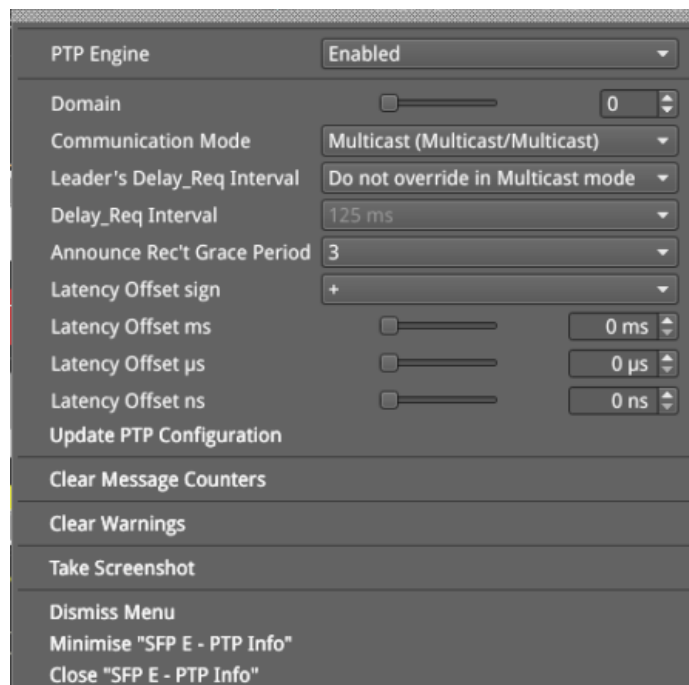 PTP Engine Enabled
Domain 0
Communication Mode Multicast (Multicast/Multicast)
Leader's Delay_Req Interval Do not override in Multicast mode
Delay_Req Interval 125 ms
Announce Rec't Grace Period 3
Latency Offset sign +
Latency Offset ms 0 ms
Latency Offset µs 0 µs
Latency Offset ns 0 ns
Update PTP Configuration
Clear Message Counters
Clear Warnings
Take Screenshot
Dismiss Menu
Minimise "SFP E - PTP Info"
Close "SFP E - PTP Info"